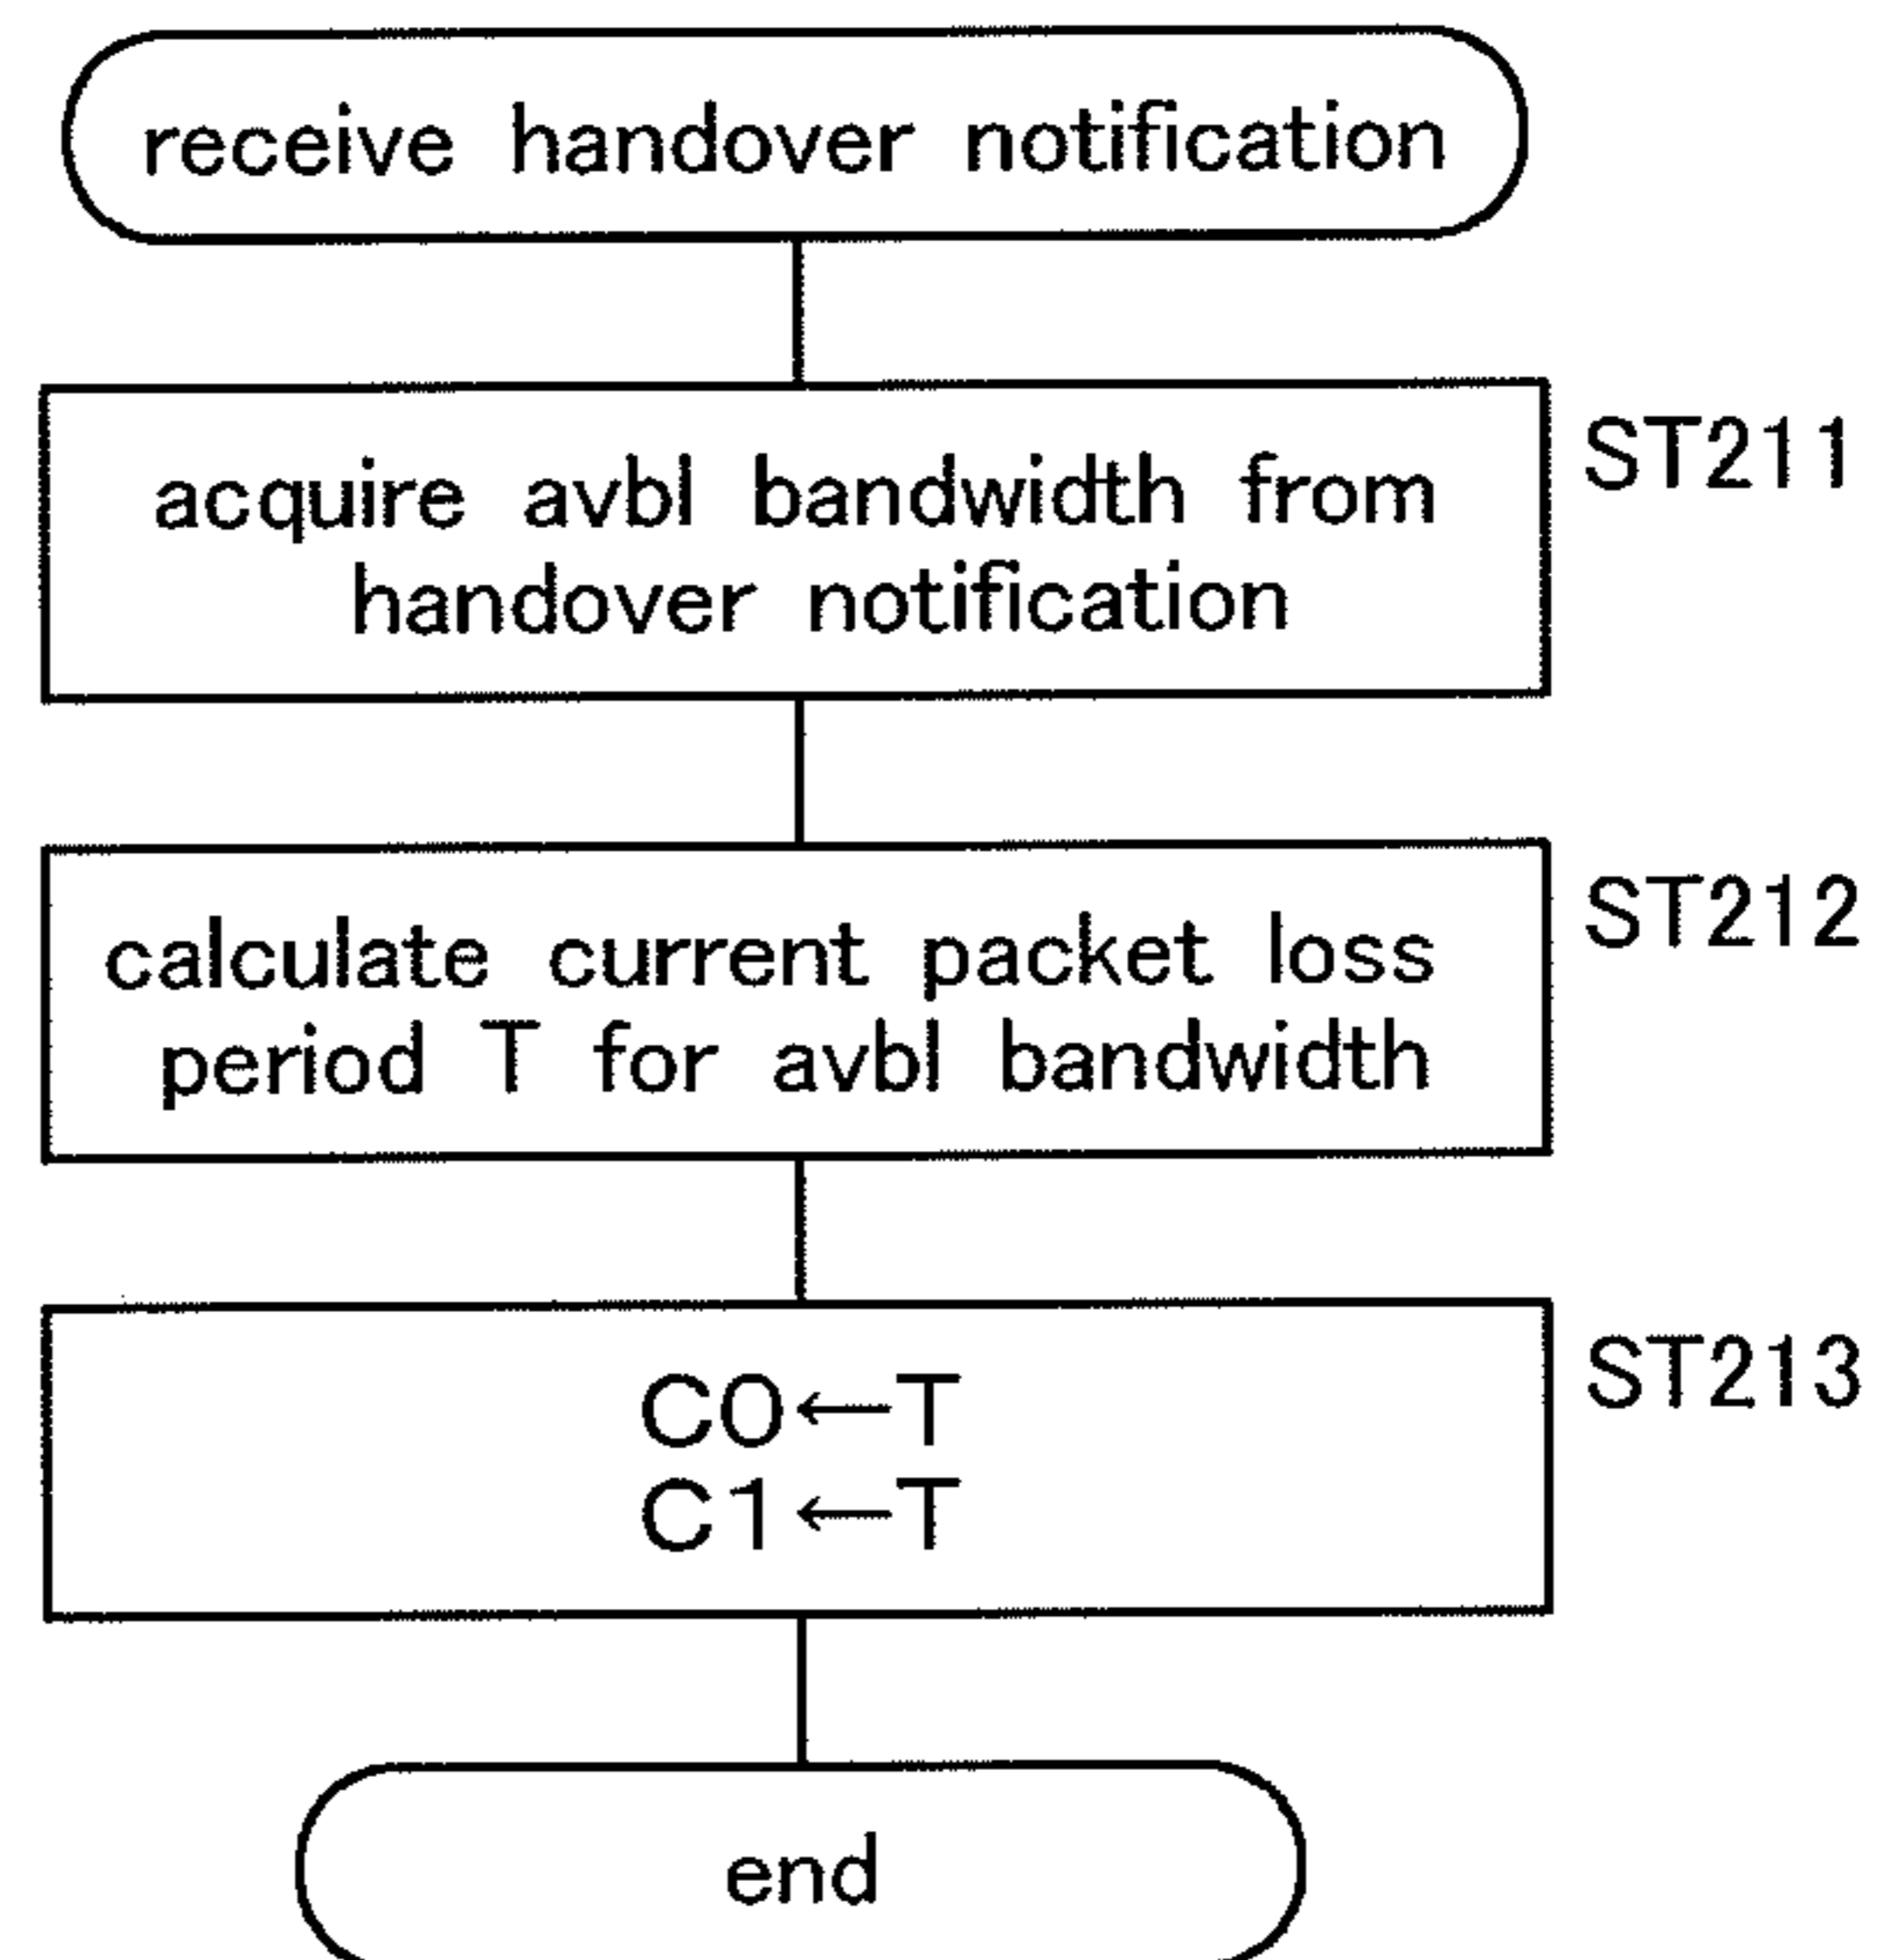 receive handover notification
ST211
acquire avbl bandwidth from
handover notification
ST212
calculate current packet loss
period T for avbl bandwidth
ST213
C0←T
C1←T
end